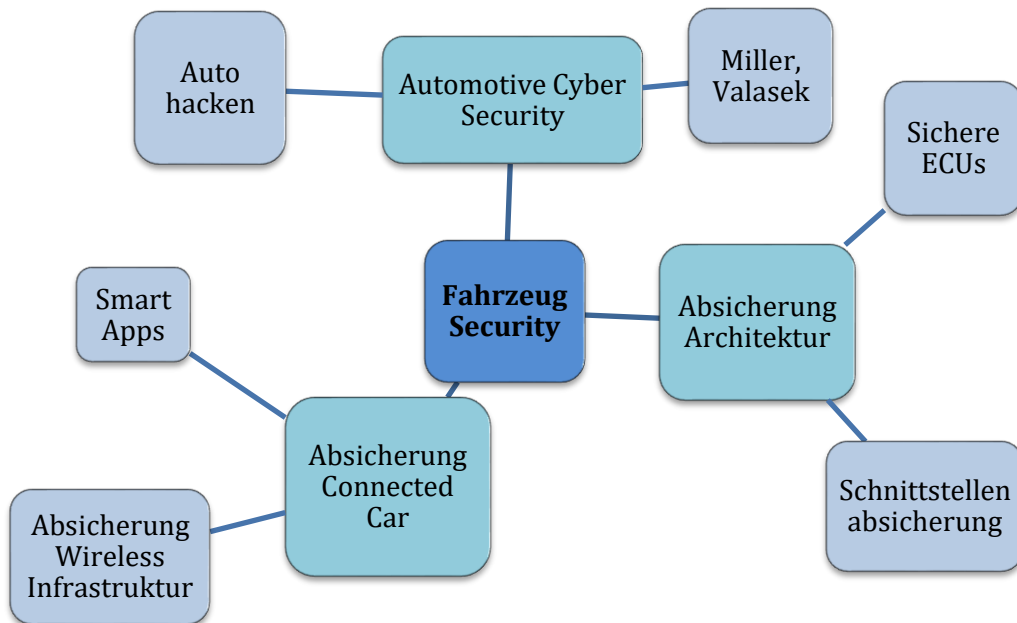 Auto
hacken
Automotive Cyber
Security
Miller,
Valasek
Sichere
ECUs
Fahrzeug
Security
Absicherung
Architektur
Smart
Apps
Absicherung
Connected
Car
Schnittstellen
absicherung
Absicherung
Wireless
Infrastruktur